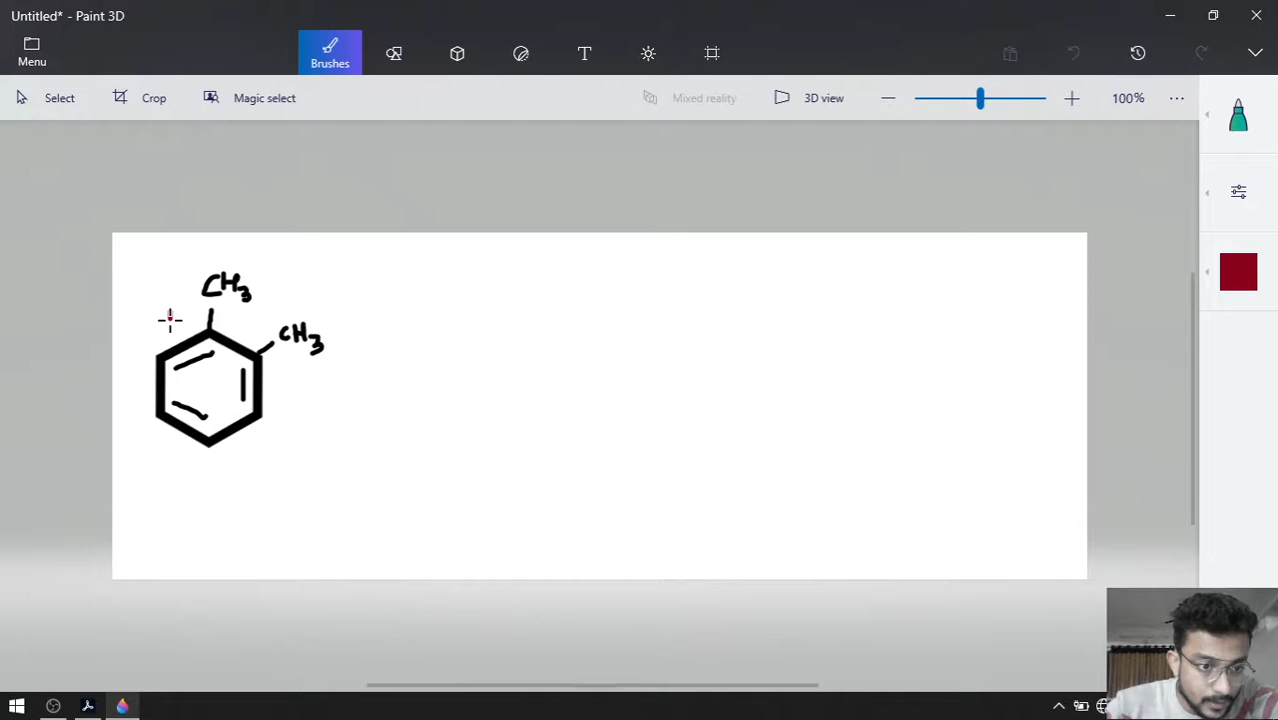 Untitled* - Paint 3D
Menu
Brushes
Select
Crop
Magic select
Mixed reality
3D view
100%
CH3
CH3